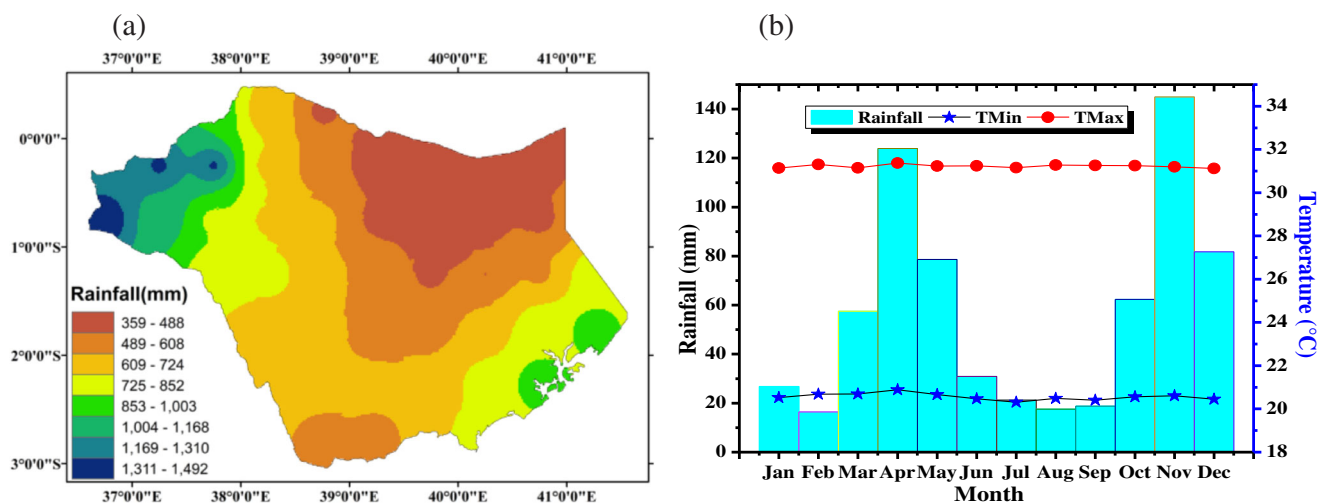 (a)
37°0'0"E 38°0'0"E 39°0'0"E 40°0'0"E 41°0'0"E
0°0'0"
1°0'0"S
2°0'0"S
3°0'0"S
Rainfall(mm)
359 - 488
489 - 608
609 - 724
725 - 852
853 - 1,003
1,004 - 1,168
1,169 - 1,310
1,311 - 1,492
37°0'0"E 38°0'0"E 39°0'0"E 40°0'0"E 41°0'0"E
(b)
Rainfall TMin TMax
Rainfall (mm)
140
120
100
80
60
40
20
0
34
32
30
28
26
24
22
20
18
Temperature (°C)
Jan Feb Mar Apr May Jun Jul Aug Sep Oct Nov Dec
Month